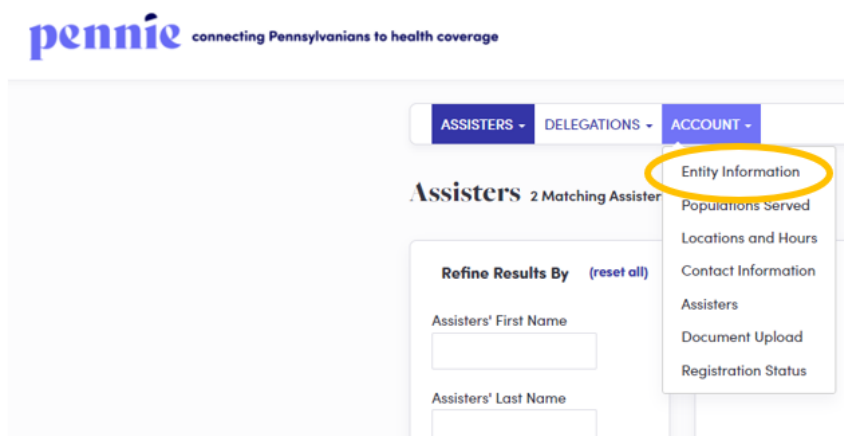 pennie connecting Pennsylvanians to health coverage
ASSISTERS DELEGATIONS ACCOUNT
Entity Information
Assisters 2 Matching Assister
Populations Served
Locations and Hours
Refine Results By (reset all)
Contact Information
Assisters
Assisters' First Name
Document Upload
Registration Status
Assisters' Last Name